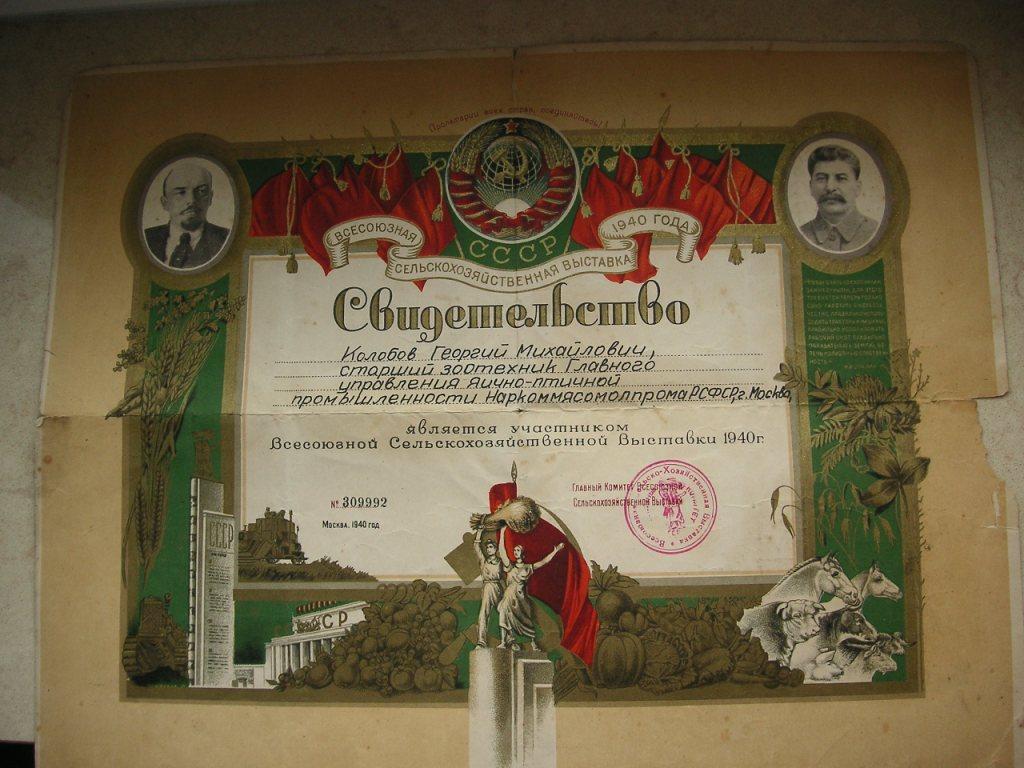 Пролетарии всех стран, соединяйтесь!
СССР
ВСЕСОЮЗНАЯ
СЕЛЬСКОХОЗЯЙСТВЕННАЯ ВЫСТАВКА
1940 ГОДА
Свидетельство
Колобов Георгий Михайлович,
старший зоотехник Главного
управления яично-птичной
промышленности Наркоммясомолпрома РСФСР, г. Москва,
является участником
Всесоюзной Сельскохозяйственной Выставки 1940г.
№ 309992
Москва, 1940 год
Главный Комитет Всесоюзной
Сельскохозяйственной Выставки
СССР